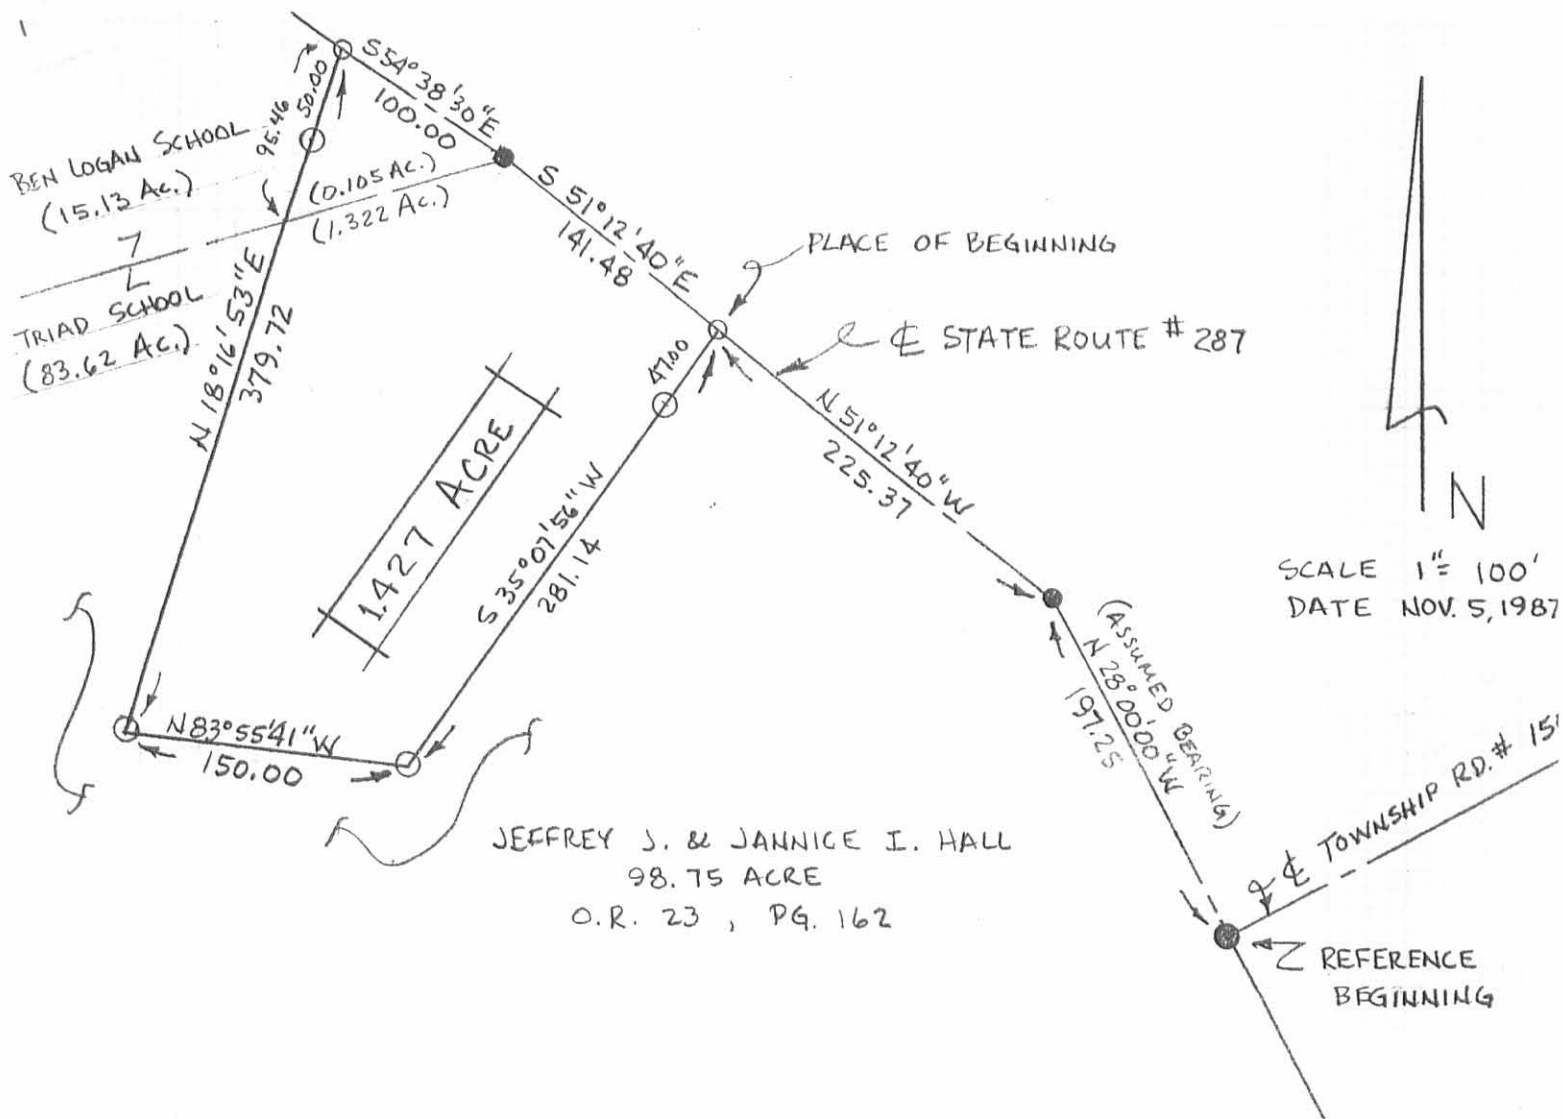 S 54° 38' 30" E
100.00
95.46
50.00
BEN LOGAN SCHOOL
(15.13 Ac.)
(0.105 Ac.)
(1.322 Ac.)
TRIAD SCHOOL
(83.62 Ac.)
S 51° 12' 40" E
141.48
PLACE OF BEGINNING
℄ STATE ROUTE # 287
N 18° 16' 53" E
379.72
47.00
1.427 ACRE
S 35° 07' 56" W
281.14
N 51° 12' 40" W
225.37
N
SCALE 1" = 100'
DATE NOV. 5, 1987
(ASSUMED BEARING)
N 28° 00' 00" W
197.25
N 83° 55' 41" W
150.00
JEFFREY J. & JANNICE I. HALL
98.75 ACRE
O.R. 23 , PG. 162
℄ TOWNSHIP RD. #
REFERENCE
BEGINNING